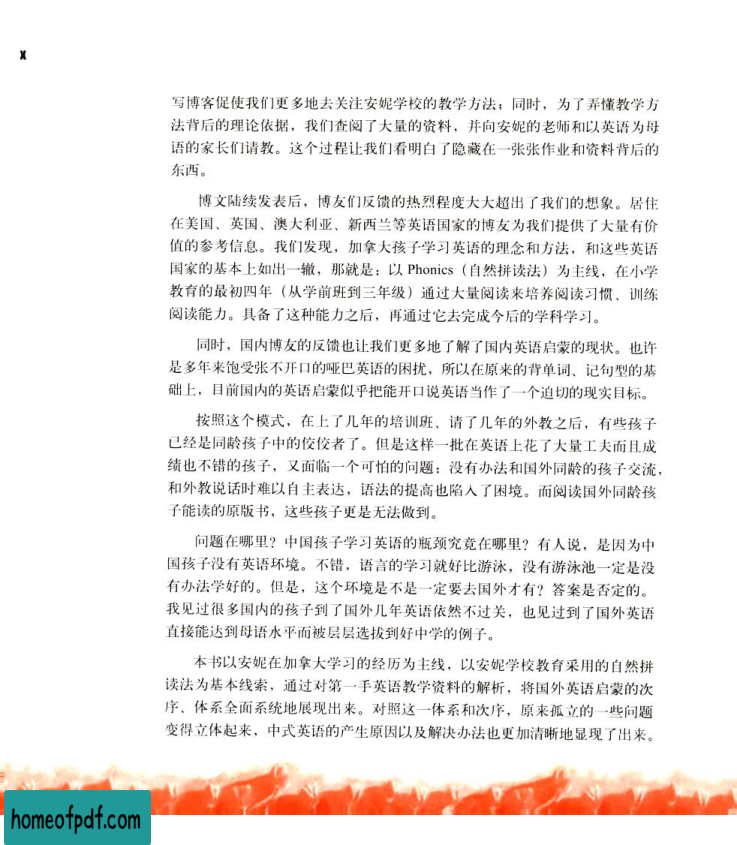 x
写博客促使我们更多地去关注安妮学校的教学方法；同时，为了弄懂教学方
法背后的理论依据，我们查阅了大量的资料，并向安妮的老师和以英语为母
语的家长们请教。这个过程让我们看明白了隐藏在一张张作业和资料背后的
东西。
博文陆续发表后，博友们反馈的热烈程度大大超出了我们的想象。居住
在美国、英国、澳大利亚、新西兰等英语国家的博友为我们提供了大量有价
值的参考信息。我们发现，加拿大孩子学习英语的理念和方法，和这些英语
国家的基本上如出一辙，那就是：以 Phonics（自然拼读法）为主线，在小学
教育的最初四年（从学前班到三年级）通过大量阅读来培养阅读习惯、训练
阅读能力。具备了这种能力之后，再通过它去完成今后的学科学习。
同时，国内博友的反馈也让我们更多地了解了国内英语启蒙的现状。也许
是多年来饱受张不开口的哑巴英语的困扰，所以在原来的背单词、记句型的基
础上，目前国内的英语启蒙似乎把能开口说英语当作了一个迫切的现实目标。
按照这个模式，在上了几年的培训班、请了几年的外教之后，有些孩子
已经是同龄孩子中的佼佼者了。但是这样一批在英语上花了大量工夫而且成
绩也不错的孩子，又面临一个可怕的问题：没有办法和国外同龄的孩子交流，
和外教说话时难以自主表达，语法的提高也陷入了困境。而阅读国外同龄孩
子能读的原版书，这些孩子更是无法做到。
问题在哪里？中国孩子学习英语的瓶颈究竟在哪里？有人说，是因为中
国孩子没有英语环境。不错，语言的学习就好比游泳，没有游泳池一定是没
有办法学好的。但是，这个环境是不是一定要去国外才有？答案是否定的。
我见过很多国内的孩子到了国外几年英语依然不过关，也见过到了国外英语
直接能达到母语水平而被层层选拔到好中学的例子。
本书以安妮在加拿大学习的经历为主线，以安妮学校教育采用的自然拼
读法为基本线索，通过对第一手英语教学资料的解析，将国外英语启蒙的次
序、体系全面系统地展现出来。对照这一体系和次序，原来孤立的一些问题
变得立体起来，中式英语的产生原因以及解决办法也更加清晰地显现了出来。
homeofpdf.com